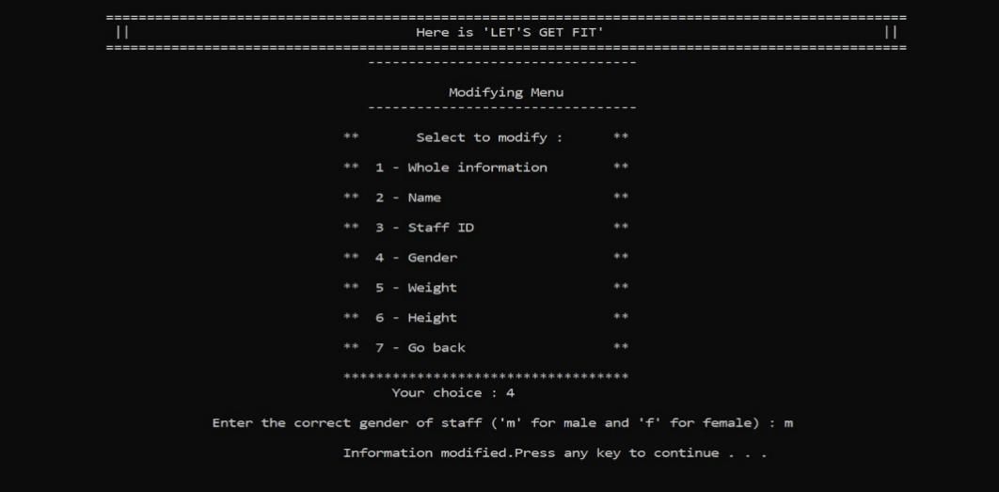 ==================================================================================================
|| Here is 'LET'S GET FIT' ||
==================================================================================================
---------------------------------
Modifying Menu
---------------------------------
** Select to modify : **
** 1 - Whole information **
** 2 - Name **
** 3 - Staff ID **
** 4 - Gender **
** 5 - Weight **
** 6 - Height **
** 7 - Go back **
***********************************
Your choice : 4
Enter the correct gender of staff ('m' for male and 'f' for female) : m
Information modified.Press any key to continue . . .